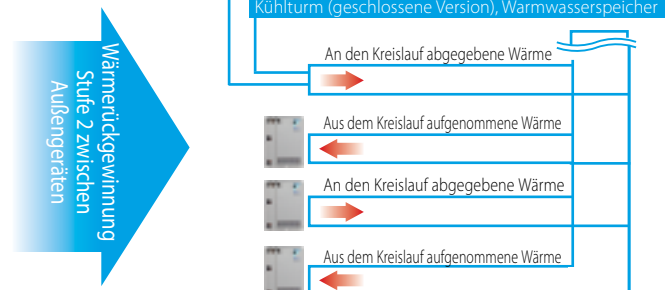 Kühlturm (geschlossene Version), Warmwasserspeicher
An den Kreislauf abgegebene Wärme
Wärmerückgewinnung
Stufe 2 zwischen
Außengeräten
Aus dem Kreislauf aufgenommene Wärme
An den Kreislauf abgegebene Wärme
Aus dem Kreislauf aufgenommene Wärme